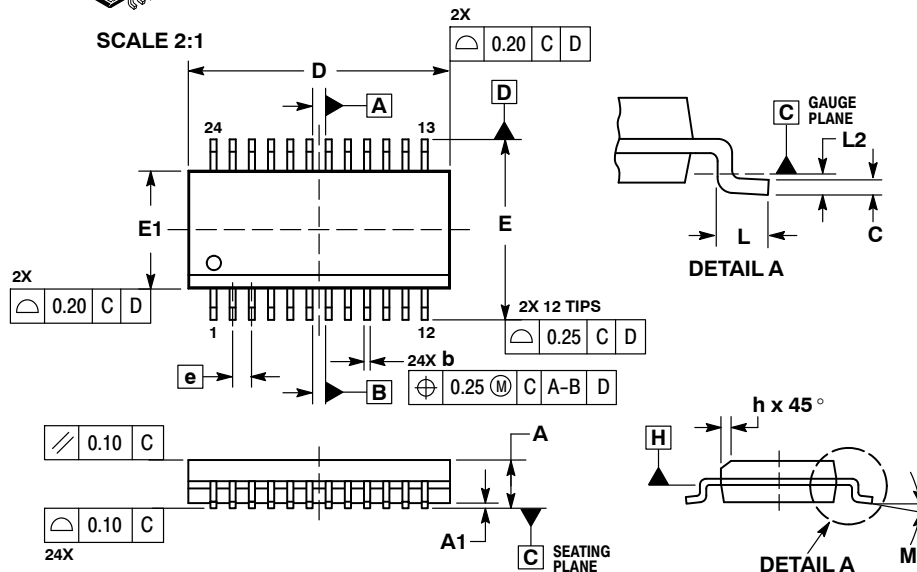 SCALE 2:1
2X
0.20 C D
D
A
D
24
13
E1
E
2X
0.20 C D
1
12
2X 12 TIPS
0.25 C D
e
24X b
B
⌖ 0.25 Ⓜ C A-B D
C GAUGE PLANE
L2
L
C
DETAIL A
// 0.10 C
A
0.10 C
24X
A1
C SEATING PLANE
h x 45°
H
M
DETAIL A